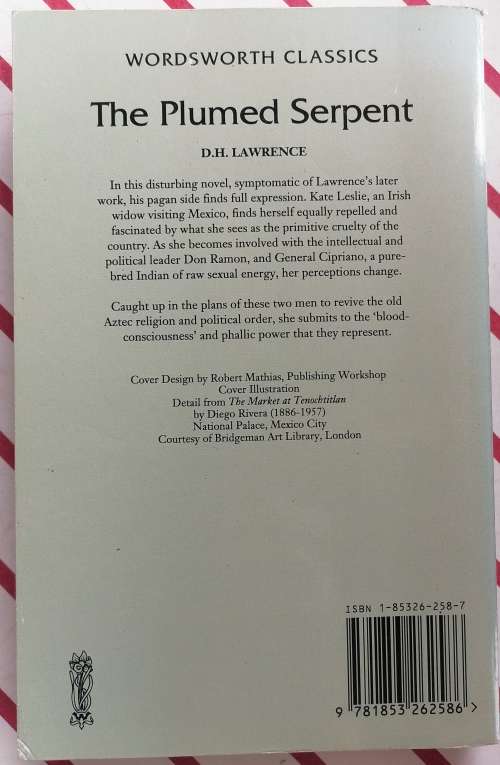 WORDSWORTH CLASSICS
The Plumed Serpent
D.H. LAWRENCE
In this disturbing novel, symptomatic of Lawrence's later
work, his pagan side finds full expression. Kate Leslie, an Irish
widow visiting Mexico, finds herself equally repelled and
fascinated by what she sees as the primitive cruelty of the
country. As she becomes involved with the intellectual and
political leader Don Ramon, and General Cipriano, a pure-
bred Indian of raw sexual energy, her perceptions change.
Caught up in the plans of these two men to revive the old
Aztec religion and political order, she submits to the 'blood-
consciousness' and phallic power that they represent.
Cover Design by Robert Mathias, Publishing Workshop
Cover Illustration
Detail from The Market at Tenochtitlan
by Diego Rivera (1886-1957)
National Palace, Mexico City
Courtesy of Bridgeman Art Library, London
ISBN 1-85326-258-7
9 781853 262586 >
W